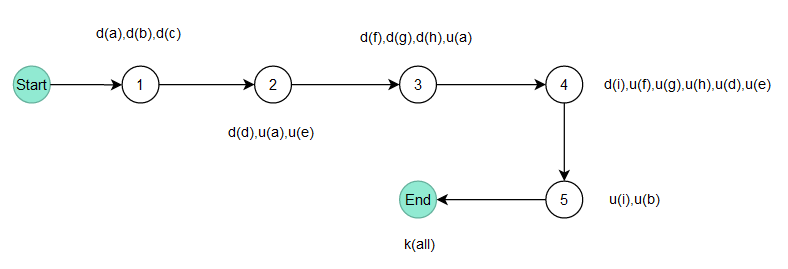 d(a),d(b),d(c)
d(f),d(g),d(h),u(a)
Start
1
2
3
4
d(i),u(f),u(g),u(h),u(d),u(e)
d(d),u(a),u(e)
End
5
u(i),u(b)
k(all)